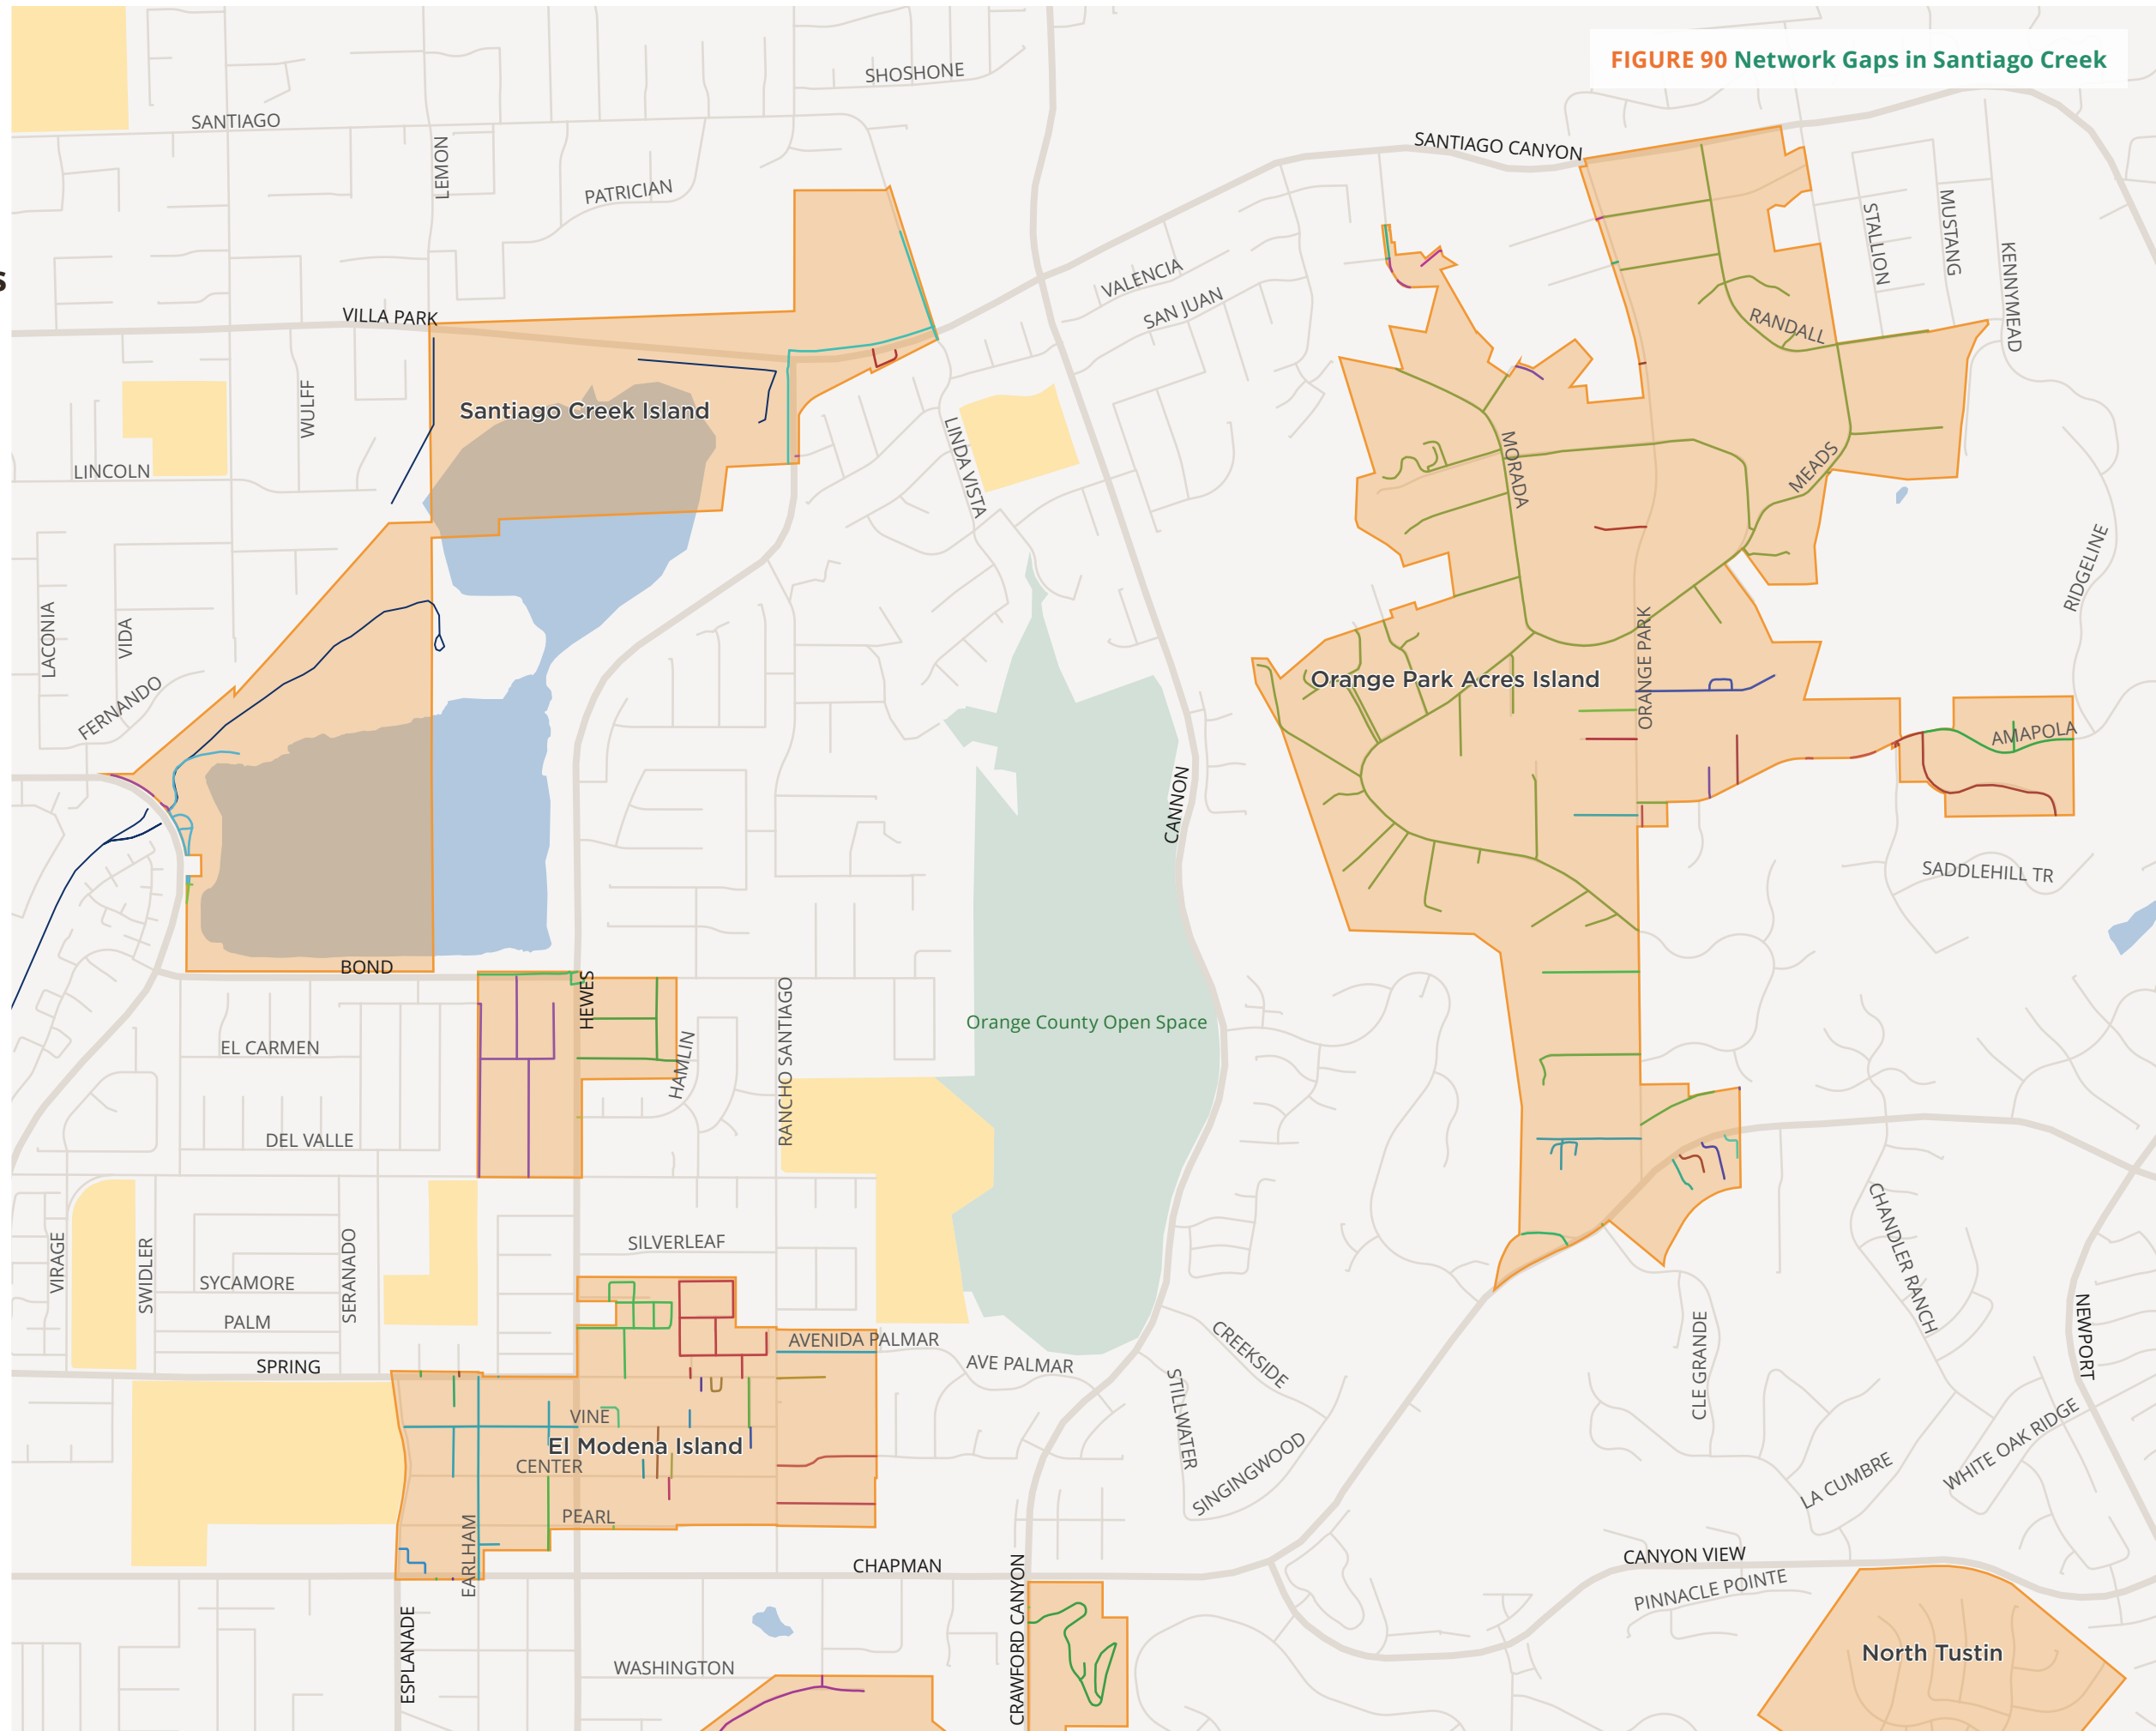 FIGURE 90 Network Gaps in Santiago Creek
SHOSHONE
SANTIAGO
LEMON
PATRICIAN
SANTIAGO CANYON
STALLION
MUSTANG
KENNYMEAD
s
VALENCIA
SAN JUAN
VILLA PARK
RANDALL
WULFF
Santiago Creek Island
LINCOLN
LINDA VISTA
MORADA
MEADS
RIDGELINE
LACONIA
VIDA
FERNANDO
Orange Park Acres Island
ORANGE PARK
AMAPOLA
CANNON
SADDLEHILL TR
BOND
HEWES
Orange County Open Space
EL CARMEN
HAMLIN
RANCHO SANTIAGO
DEL VALLE
VIRAGE
SWIDLER
SERANADO
SILVERLEAF
SYCAMORE
PALM
CHANDLER RANCH
NEWPORT
AVENIDA PALMAR
AVE PALMAR
CREEKSIDE
CLE GRANDE
SPRING
STILLWATER
VINE
El Modena Island
CENTER
SINGINGWOOD
WHITE OAK RIDGE
LA CUMBRE
PEARL
EARLHAM
CHAPMAN
CANYON VIEW
PINNACLE POINTE
CRAWFORD CANYON
ESPLANADE
WASHINGTON
North Tustin